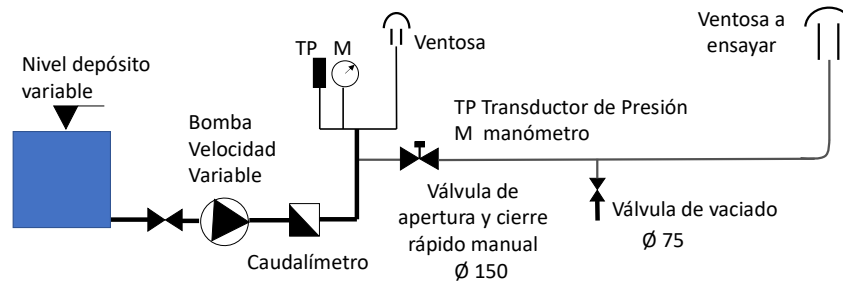 Ventosa a
ensayar
TP M
Ventosa
Nivel depósito
variable
TP Transductor de Presión
M manómetro
Bomba
Velocidad
Variable
Válvula de
apertura y cierre
rápido manual
Ø 150
Válvula de vaciado
Ø 75
Caudalímetro